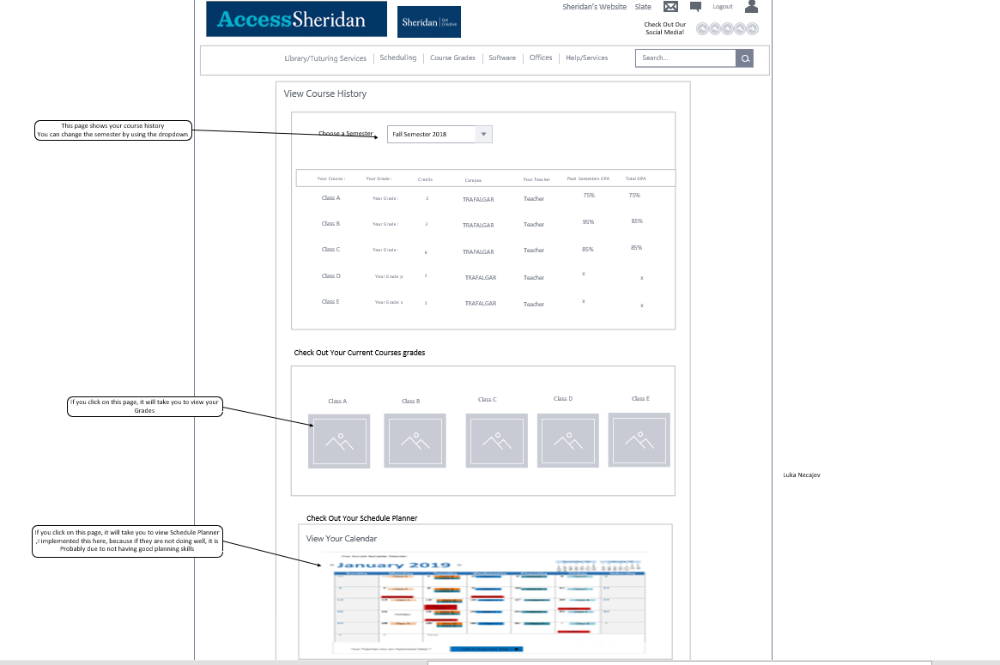 AccessSheridan
Sheridan | Get Creative
Sheridan's Website Slate Logout
Check Out Our
Social Media!
Library/Tuturing Services Scheduling Course Grades Software Offices Help/Services
Search...
View Course History
This page shows your course history
You can change the semester by using the dropdown
Choose a Semester Fall Semester 2018
Your Course : Your Grade : Credits Campus Your Teacher Past Semesters GPA Total GPA
Class A Your Grade : 3 TRAFALGAR Teacher 75% 75%
Class B Your Grade : 3 TRAFALGAR Teacher 95% 85%
Class C Your Grade : 6 TRAFALGAR Teacher 85% 85%
Class D Your Grade ;x 3 TRAFALGAR Teacher x x
Class E Your Grade: x 3 TRAFALGAR Teacher x x
Check Out Your Current Courses grades
Class A Class B Class C Class D Class E
If you click on this page, it will take you to view your
Grades
Luka Necajev
Check Out Your Schedule Planner
If you click on this page, it will take you to view Schedule Planner
,I implemented this here, because if they are not doing well, it is
Probably due to not having good planning skills
View Your Calendar
January 2019